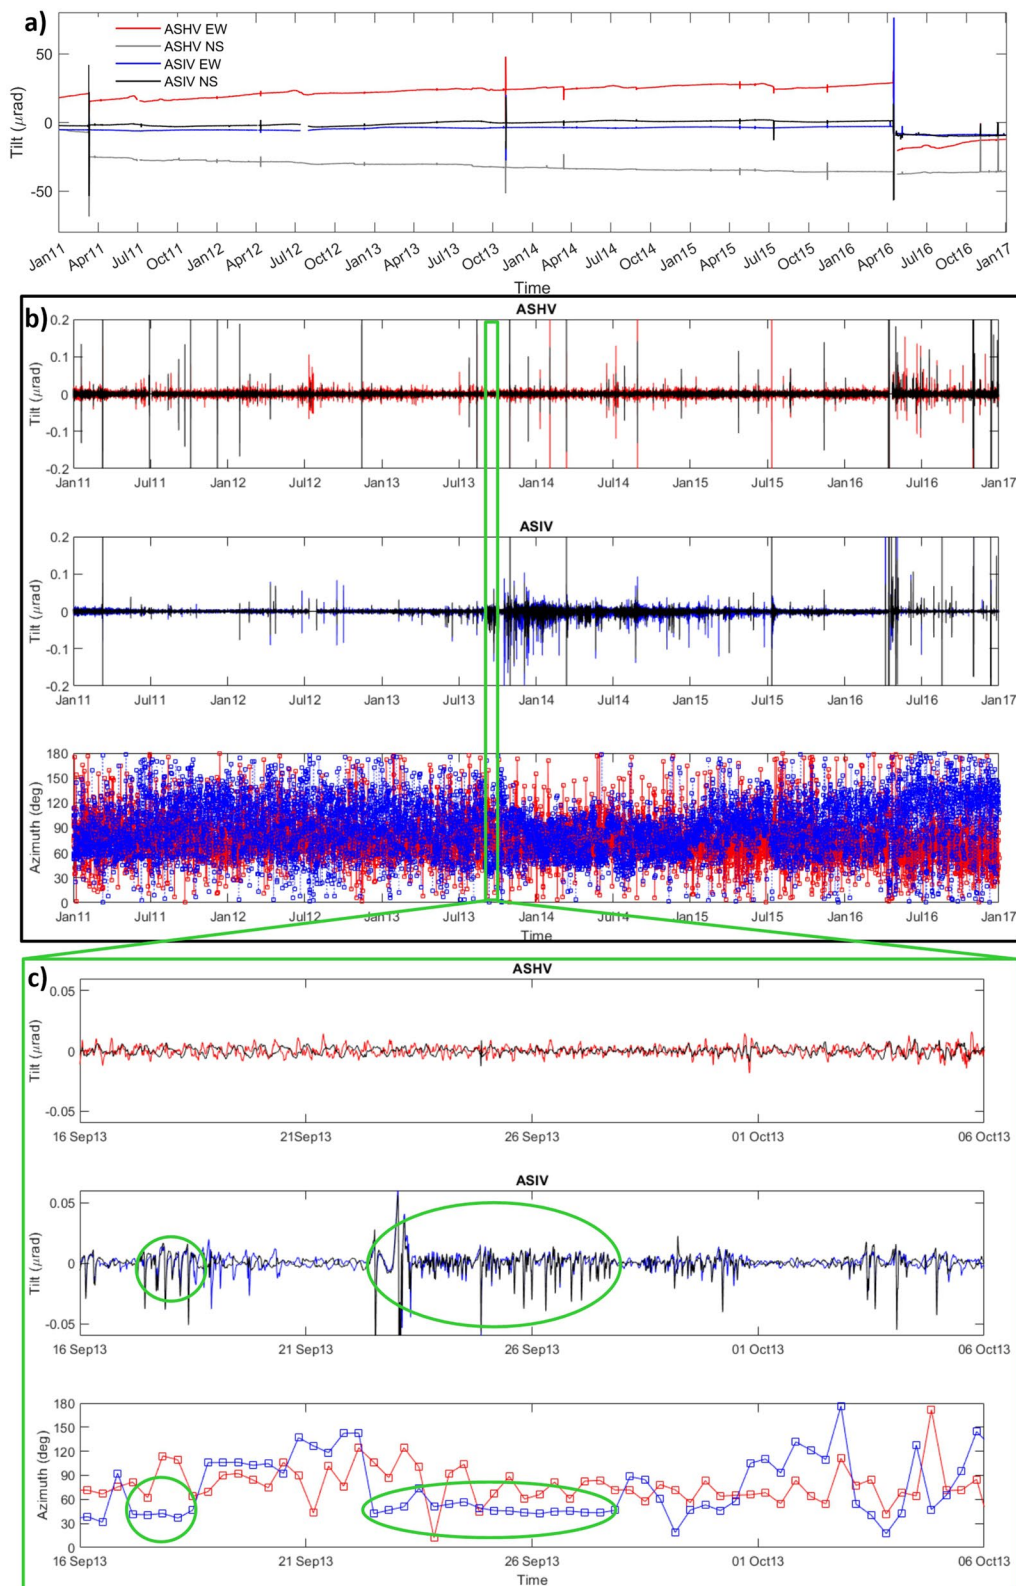 a)
ASHV EW
ASHV NS
ASIV EW
ASIV NS
50
0
-50
Tilt (μrad)
Jan11 Apr11 Jul11 Oct11 Jan12 Apr12 Jul12 Oct12 Jan13 Apr13 Jul13 Oct13 Jan14 Apr14 Jul14 Oct14 Jan15 Apr15 Jul15 Oct15 Jan16 Apr16 Jul16 Oct16 Jan17
Time
b)
ASHV
0.2
0.1
0
-0.1
-0.2
Tilt (μrad)
Jan11 Jul11 Jan12 Jul12 Jan13 Jul13 Jan14 Jul14 Jan15 Jul15 Jan16 Jul16 Jan17
ASIV
0.2
0.1
0
-0.1
-0.2
Tilt (μrad)
Jan11 Jul11 Jan12 Jul12 Jan13 Jul13 Jan14 Jul14 Jan15 Jul15 Jan16 Jul16 Jan17
180
150
120
90
60
30
0
Azimuth (deg)
Jan11 Jul11 Jan12 Jul12 Jan13 Jul13 Jan14 Jul14 Jan15 Jul15 Jan16 Jul16 Jan17
Time
c)
ASHV
0.05
0
-0.05
Tilt (μrad)
16 Sep13 21Sep13 26 Sep13 01 Oct13 06 Oct13
ASIV
0.05
0
-0.05
Tilt (μrad)
16 Sep13 21 Sep13 26 Sep13 01 Oct13 06 Oct13
180
150
120
90
60
30
0
Azimuth (deg)
16 Sep13 21 Sep13 26 Sep13 01 Oct13 06 Oct13
Time